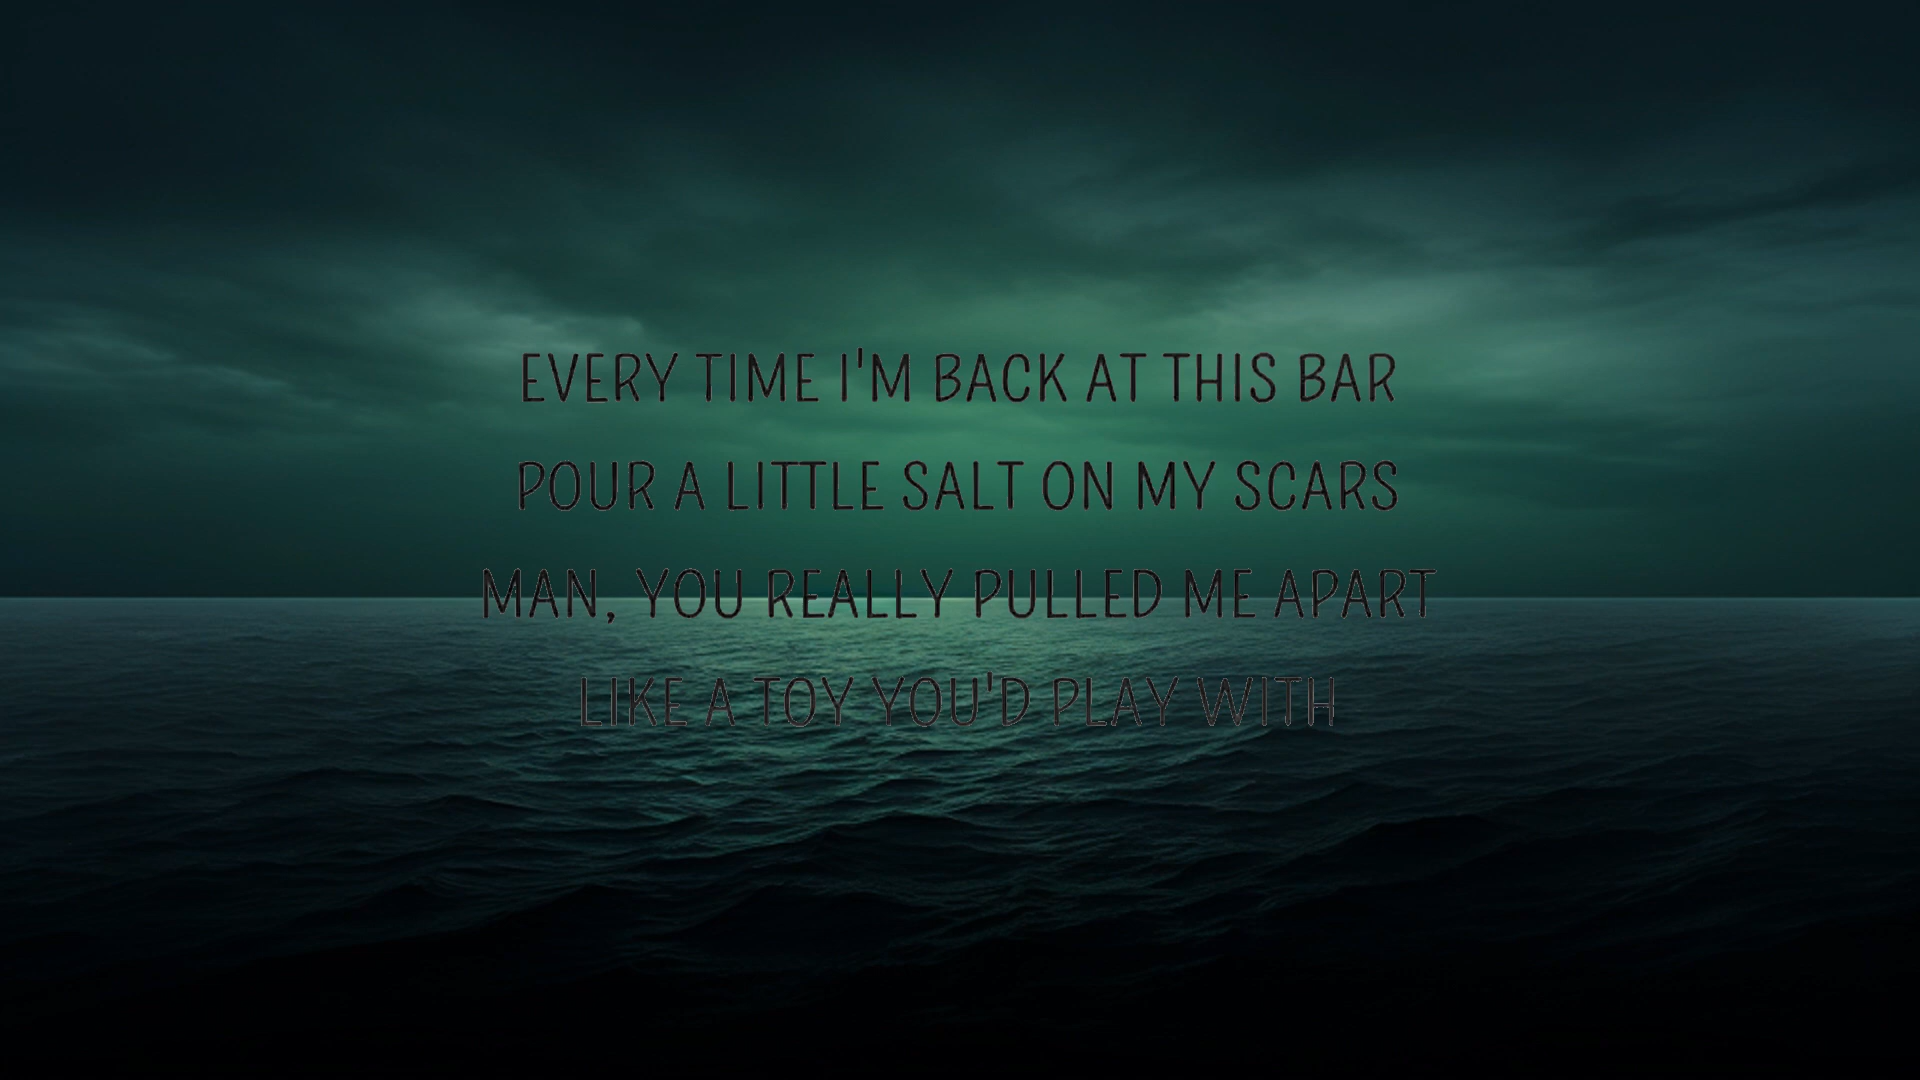 EVERY TIME I'M BACK AT THIS BAR
POUR A LITTLE SALT ON MY SCARS
MAN, YOU REALLY PULLED ME APART
LIKE A TOY YOU'D PLAY WITH